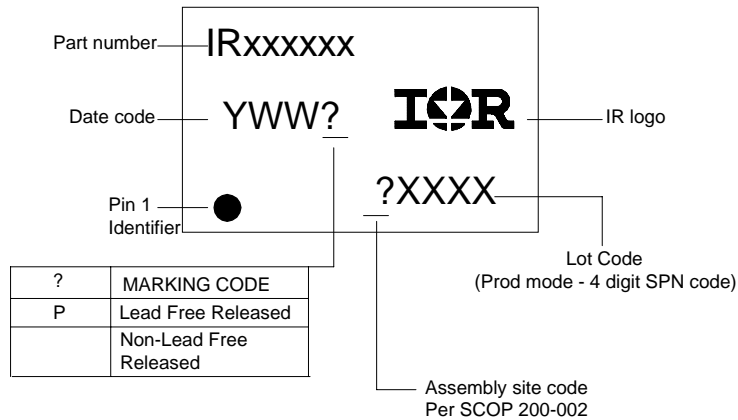 Part number
IRxxxxxx
Date code
YWW?
IOR
IR logo
?XXXX
Pin 1
Identifier
Lot Code
(Prod mode - 4 digit SPN code)
? MARKING CODE
P Lead Free Released
Non-Lead Free
Released
Assembly site code
Per SCOP 200-002